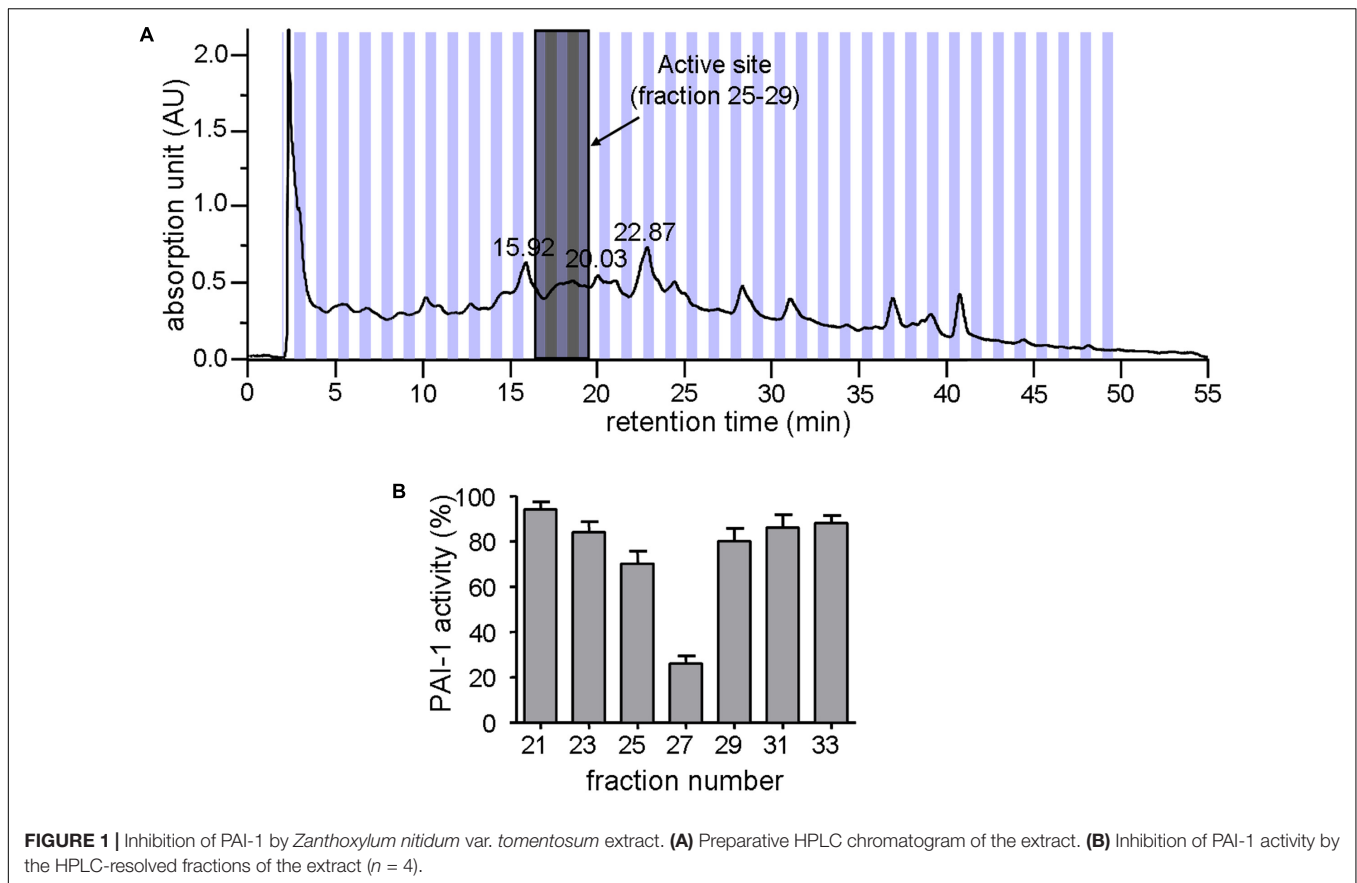 A
absorption unit (AU)
2.0
1.5
1.0
0.5
0.0
Active site
(fraction 25-29)
15.92
20.03
22.87
0 5 10 15 20 25 30 35 40 45 50 55
retention time (min)
B
PAI-1 activity (%)
100
80
60
40
20
0
21 23 25 27 29 31 33
fraction number
FIGURE 1 | Inhibition of PAI-1 by Zanthoxylum nitidum var. tomentosum extract. (A) Preparative HPLC chromatogram of the extract. (B) Inhibition of PAI-1 activity by
the HPLC-resolved fractions of the extract (n = 4).